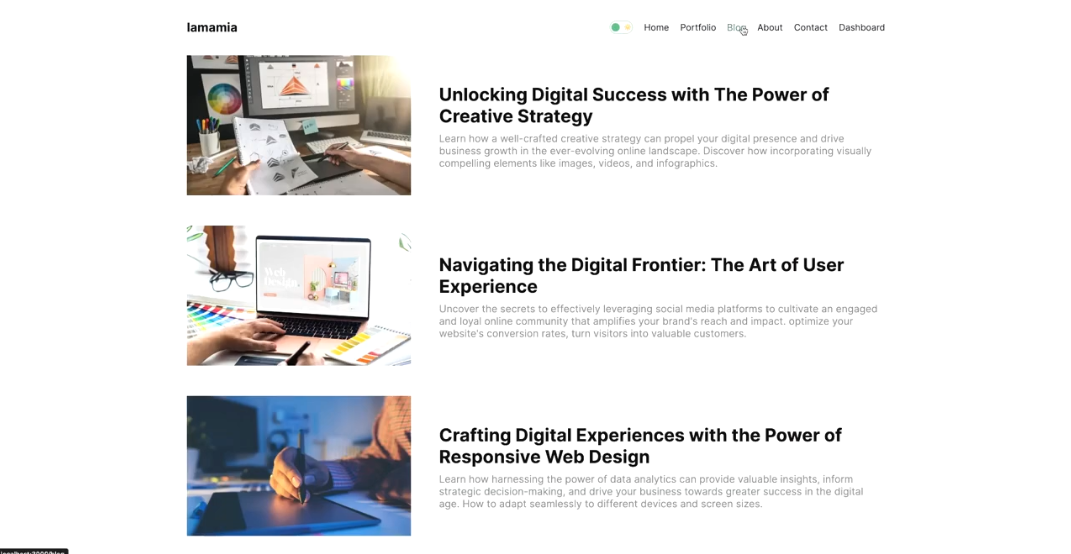 lamamia
Home Portfolio Blog About Contact Dashboard
Unlocking Digital Success with The Power of
Creative Strategy
Learn how a well-crafted creative strategy can propel your digital presence and drive
business growth in the ever-evolving online landscape. Discover how incorporating visually
compelling elements like images, videos, and infographics.
Web
Design
Navigating the Digital Frontier: The Art of User
Experience
Uncover the secrets to effectively leveraging social media platforms to cultivate an engaged
and loyal online community that amplifies your brand's reach and impact. optimize your
website's conversion rates, turn visitors into valuable customers.
Crafting Digital Experiences with the Power of
Responsive Web Design
Learn how harnessing the power of data analytics can provide valuable insights, inform
strategic decision-making, and drive your business towards greater success in the digital
age. How to adapt seamlessly to different devices and screen sizes.